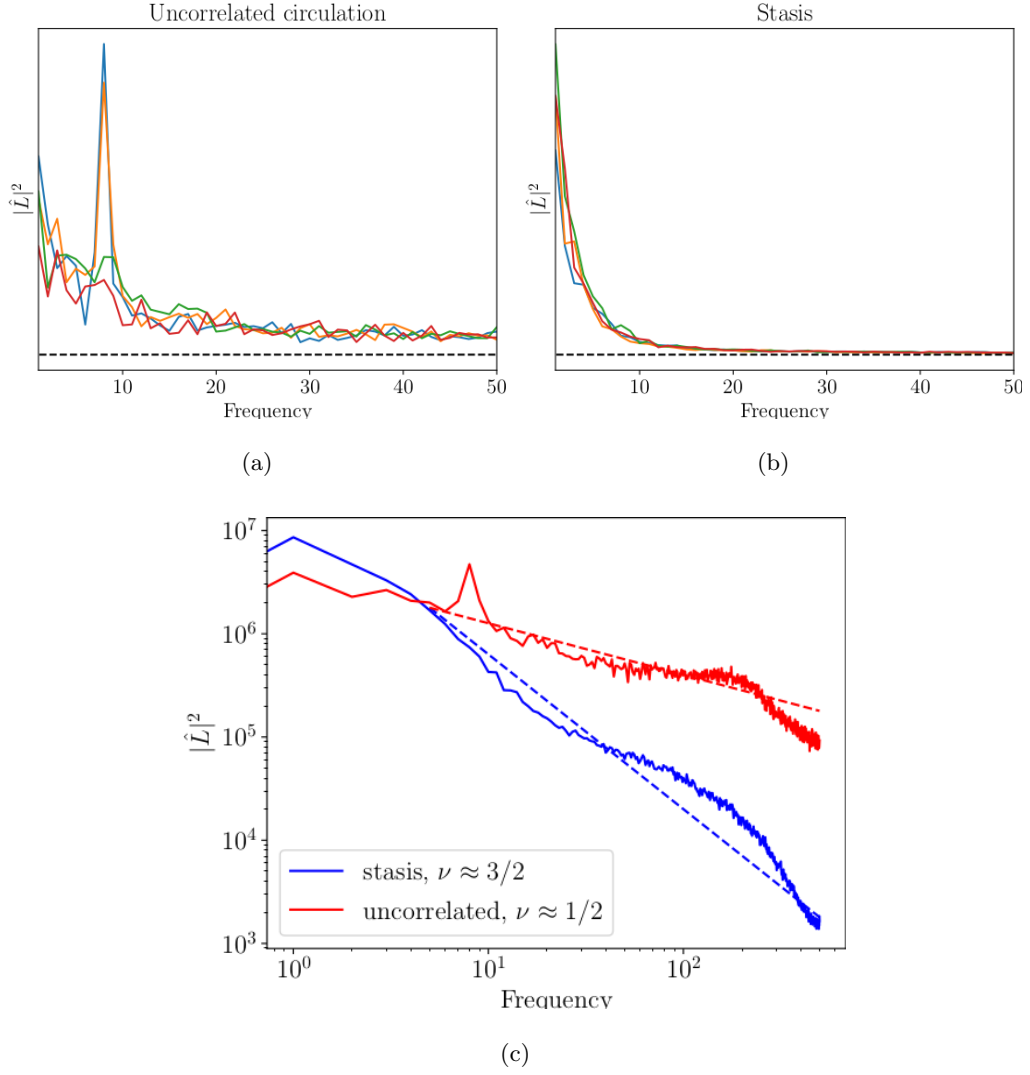 Uncorrelated circulation
|L̂|²
10 20 30 40 50
Frequency
(a)
Stasis
|L̂|²
10 20 30 40 50
Frequency
(b)
10⁷
10⁶
10⁵
10⁴
10³
|L̂|²
stasis, ν ≈ 3/2
uncorrelated, ν ≈ 1/2
10⁰ 10¹ 10²
Frequency
(c)